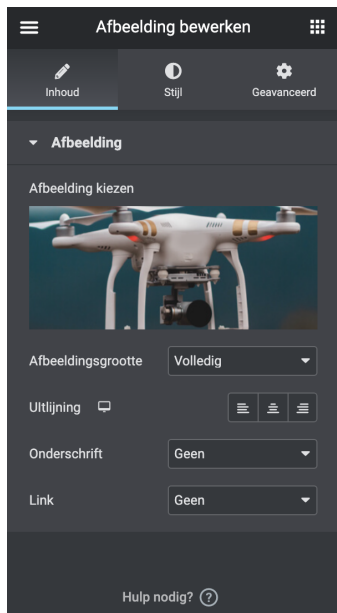 Afbeelding bewerken
Inhoud
Stijl
Geavanceerd
Afbeelding
Afbeelding kiezen
Afbeeldingsgrootte
Volledig
UItlijning
Onderschrift
Geen
Link
Geen
Hulp nodig? ?